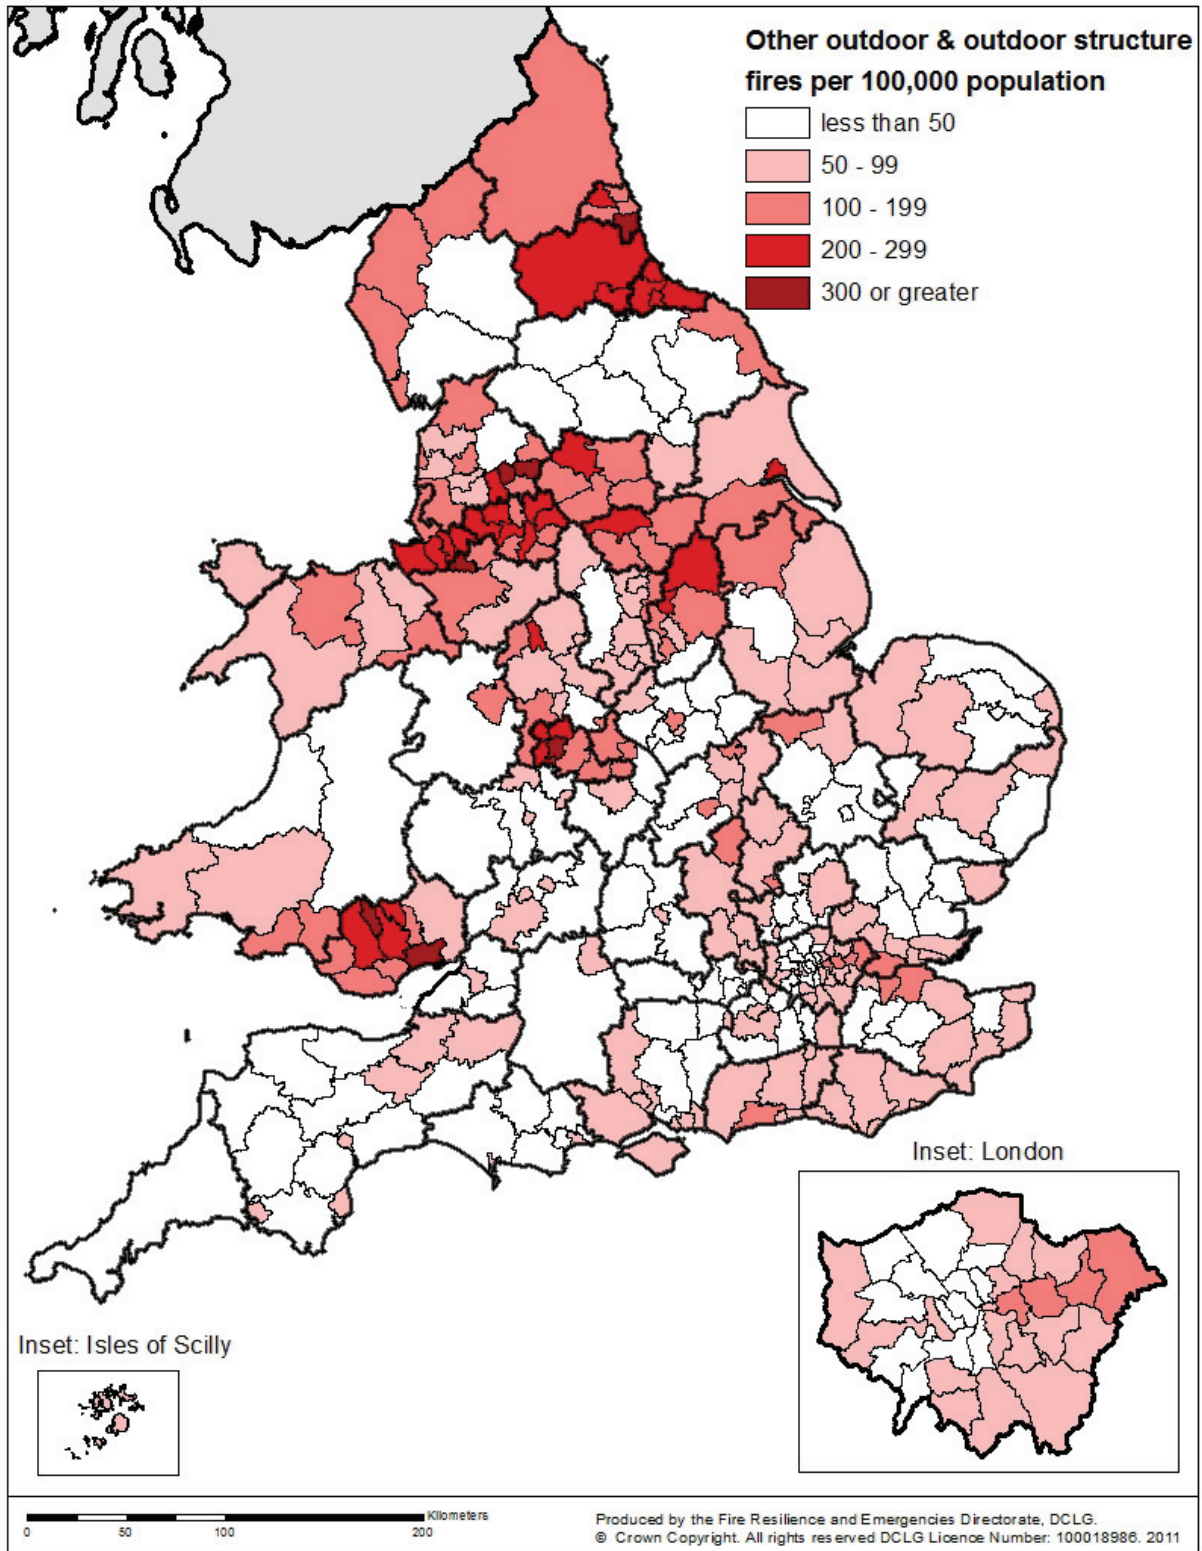 Other outdoor & outdoor structure
fires per 100,000 population
less than 50
50 - 99
100 - 199
200 - 299
300 or greater
Inset: London
Inset: Isles of Scilly
Kilometers
0 50 100 200
Produced by the Fire Resilience and Emergencies Directorate, DCLG.
© Crown Copyright. All rights reserved DCLG Licence Number: 100018986. 2011